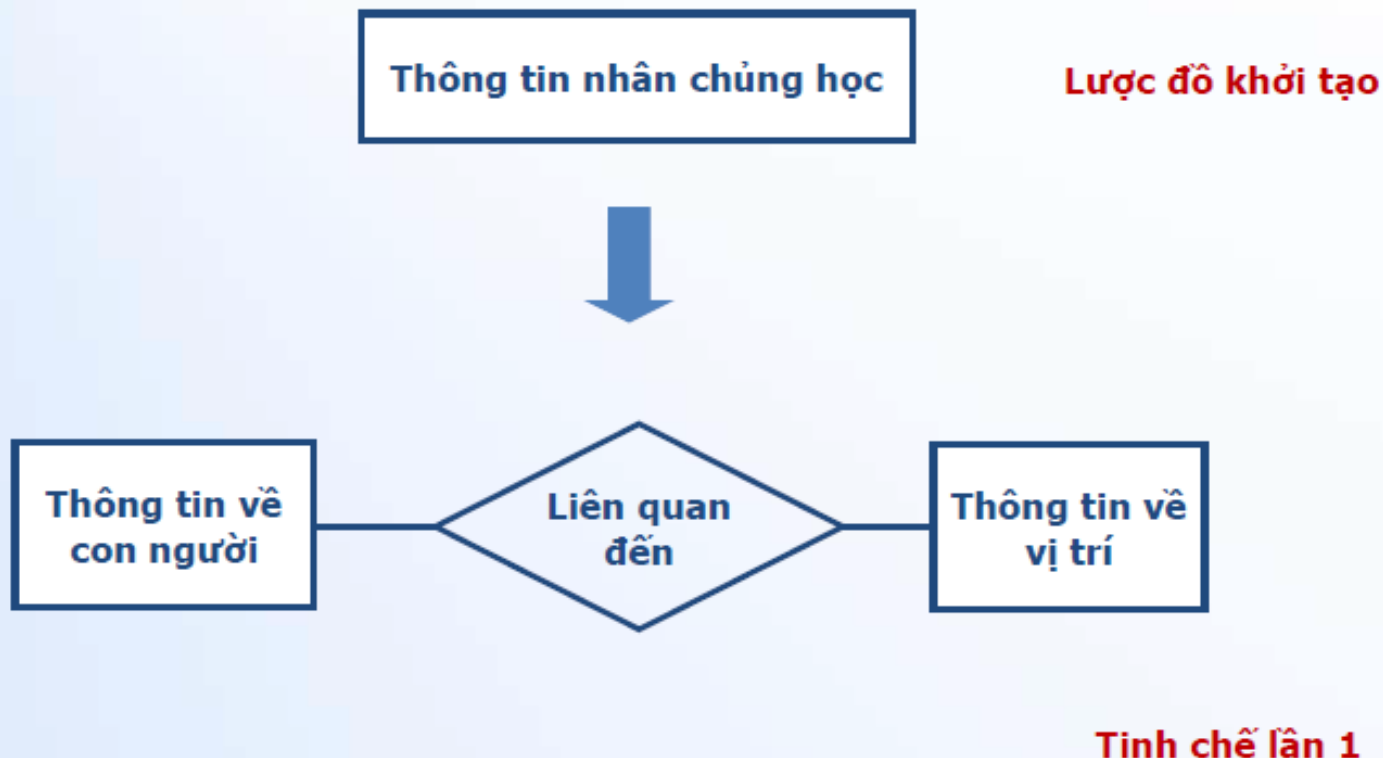 Thông tin nhân chủng học
Lược đồ khởi tạo
Thông tin về
con người
Liên quan
đến
Thông tin về
vị trí
Tinh chế lần 1